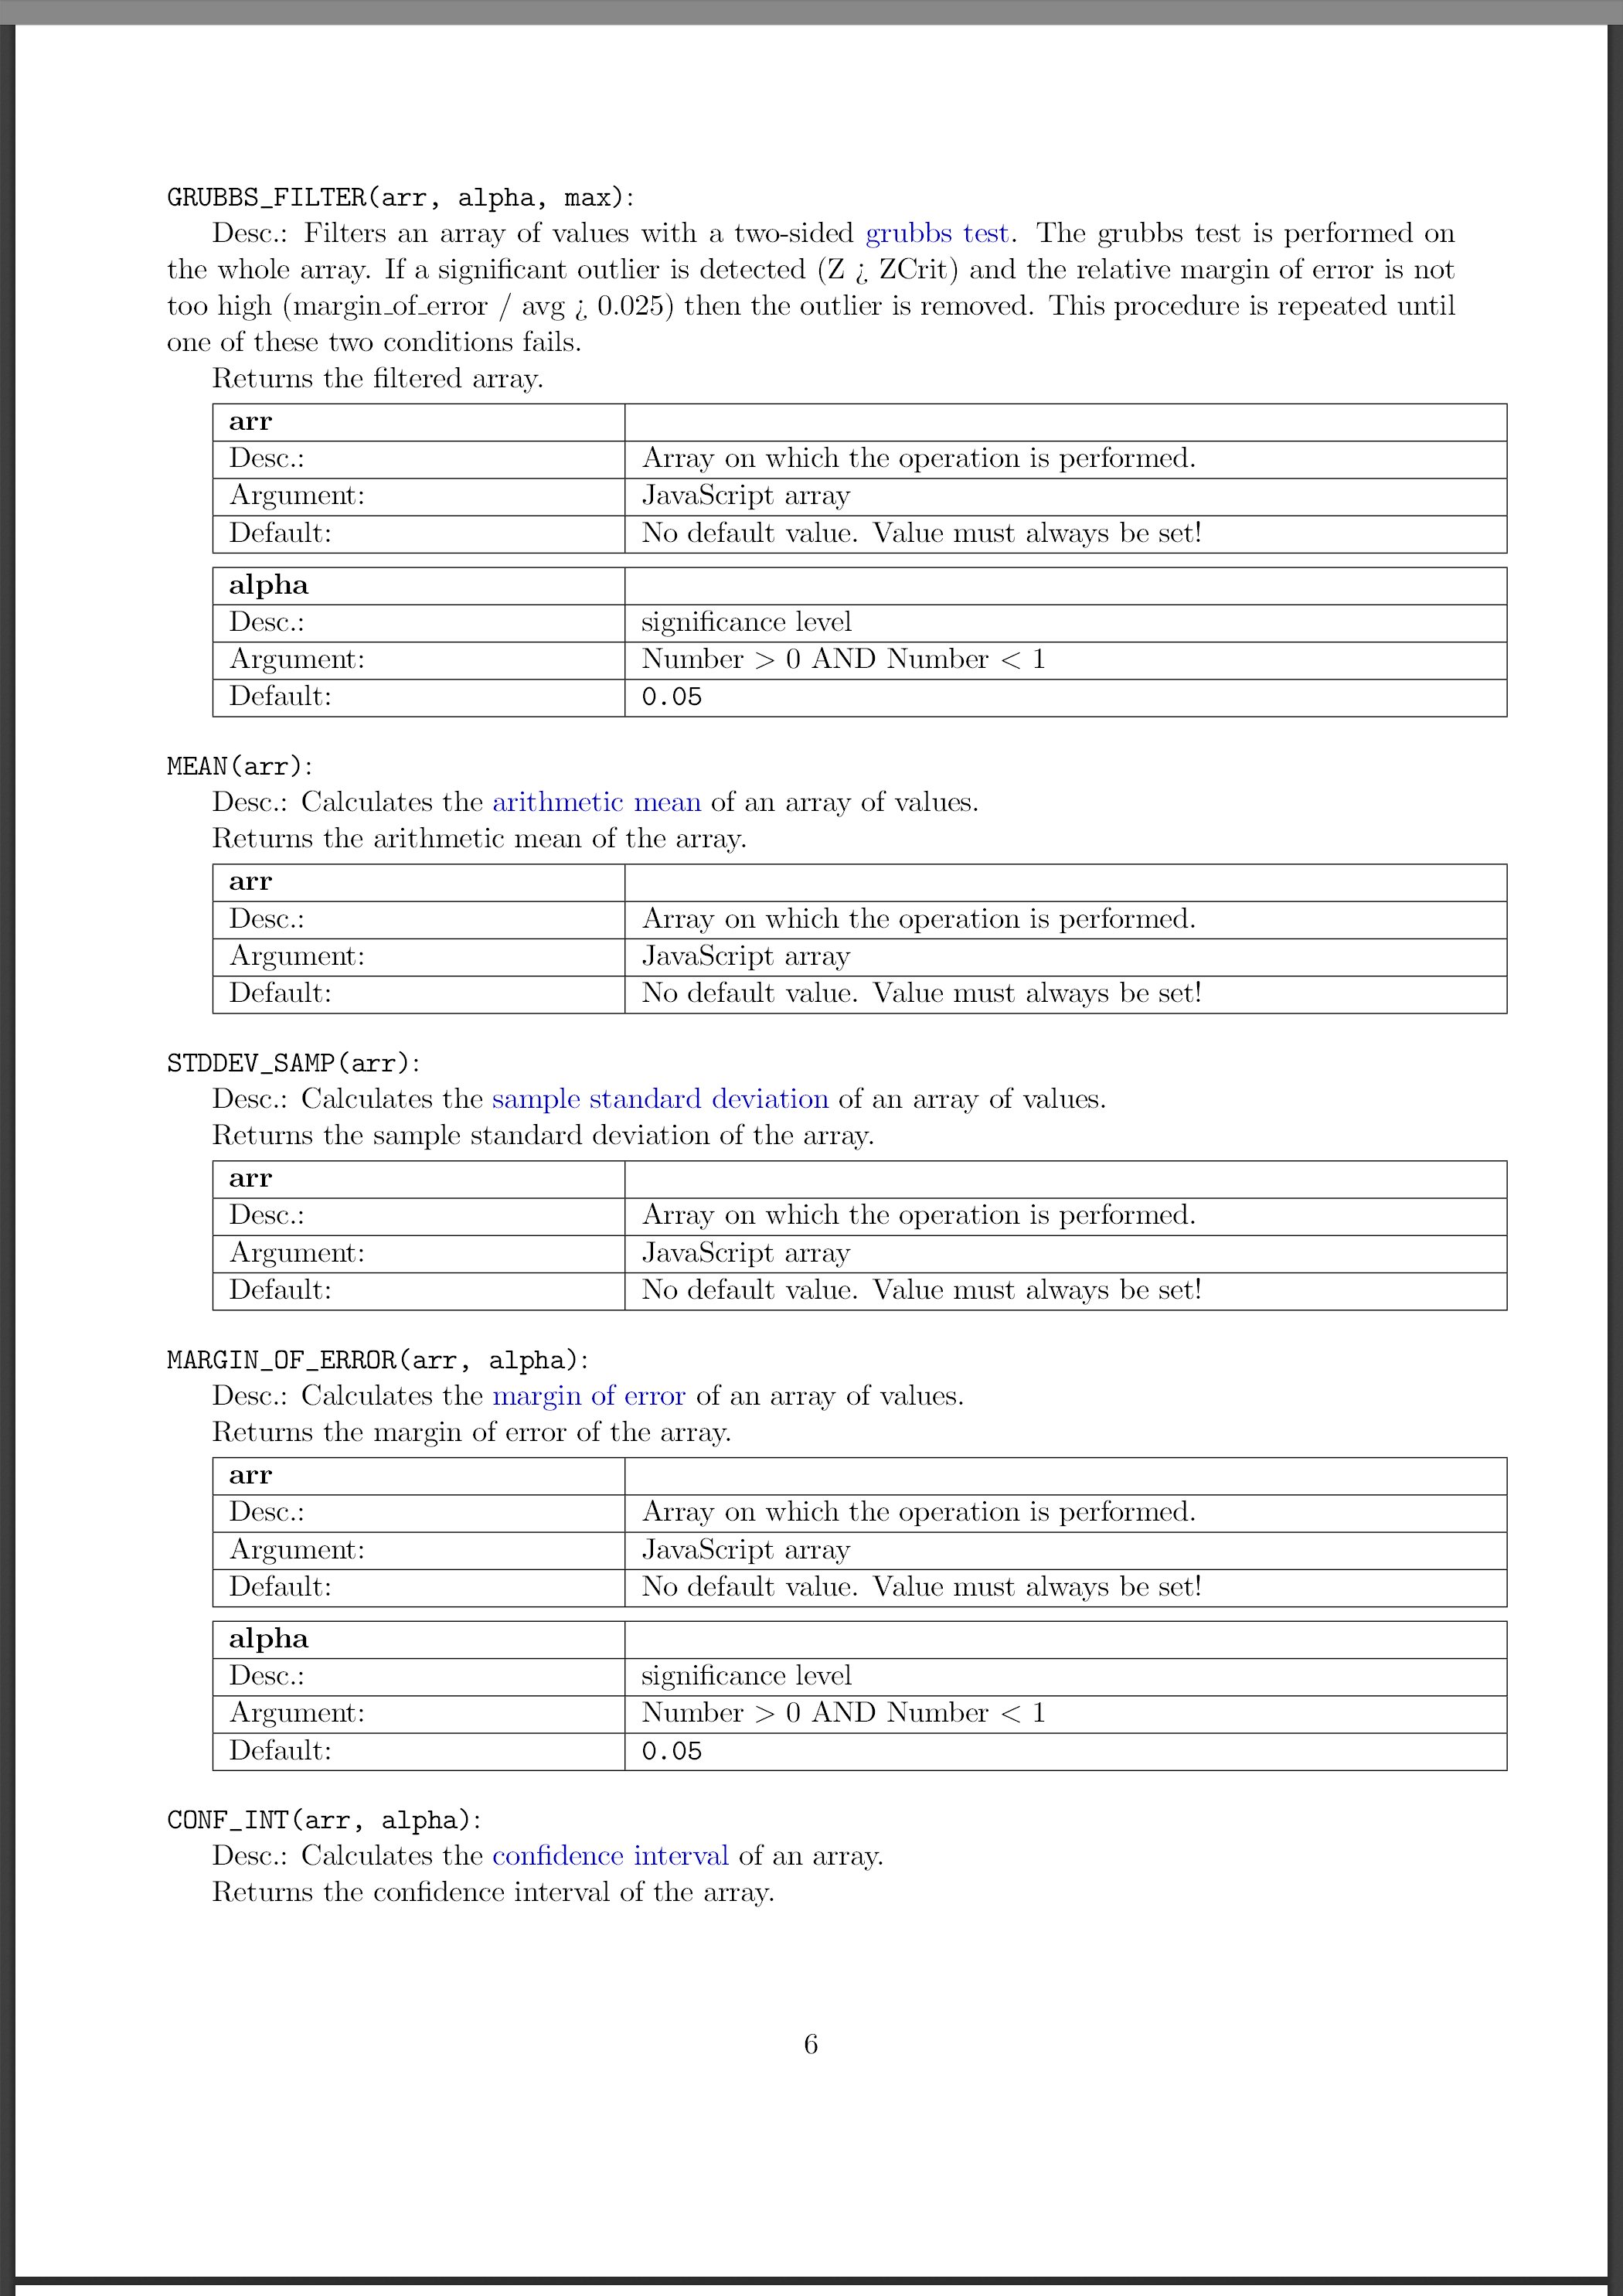 GRUBBS_FILTER(arr, alpha, max):
Desc.: Filters an array of values with a two-sided grubbs test. The grubbs test is performed on
the whole array. If a significant outlier is detected (Z ¿ ZCrit) and the relative margin of error is not
too high (margin_of_error / avg ¿ 0.025) then the outlier is removed. This procedure is repeated until
one of these two conditions fails.
Returns the filtered array.
arr
Desc.: Array on which the operation is performed.
Argument: JavaScript array
Default: No default value. Value must always be set!
alpha
Desc.: significance level
Argument: Number > 0 AND Number < 1
Default: 0.05
MEAN(arr):
Desc.: Calculates the arithmetic mean of an array of values.
Returns the arithmetic mean of the array.
arr
Desc.: Array on which the operation is performed.
Argument: JavaScript array
Default: No default value. Value must always be set!
STDDEV_SAMP(arr):
Desc.: Calculates the sample standard deviation of an array of values.
Returns the sample standard deviation of the array.
arr
Desc.: Array on which the operation is performed.
Argument: JavaScript array
Default: No default value. Value must always be set!
MARGIN_OF_ERROR(arr, alpha):
Desc.: Calculates the margin of error of an array of values.
Returns the margin of error of the array.
arr
Desc.: Array on which the operation is performed.
Argument: JavaScript array
Default: No default value. Value must always be set!
alpha
Desc.: significance level
Argument: Number > 0 AND Number < 1
Default: 0.05
CONF_INT(arr, alpha):
Desc.: Calculates the confidence interval of an array.
Returns the confidence interval of the array.
6